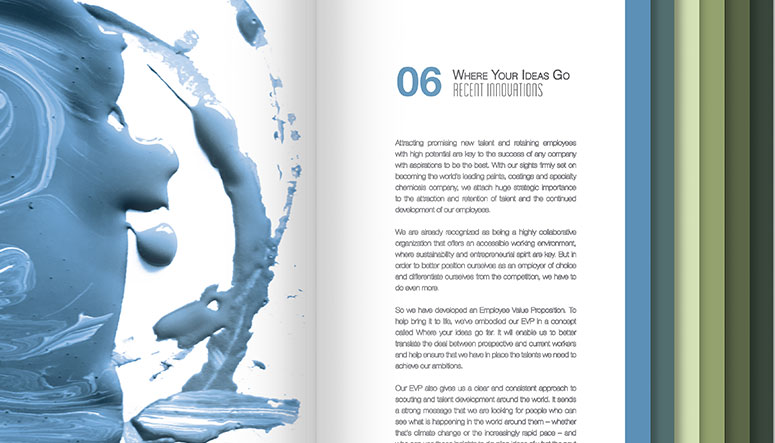 06 Where Your Ideas Go
Recent Innovations
Attracting promising new talent and retaining employees
with high potential are key to the success of any company
with aspirations to be the best. With our sights firmly set on
becoming the world's leading paints, coatings and specialty
chemicals company, we attach huge strategic importance
to the attraction and retention of talent and the continued
development of our employees.
We are already recognized as being a highly collaborative
organization that offers an accessible working environment,
where sustainability and entrepreneurial spirit are key. But in
order to better position ourselves as an employer of choice
and differentiate ourselves from the competition, we have to
do even more.
So we have developed an Employee Value Proposition. To
help bring it to life, we've embodied our EVP in a concept
called Where your ideas go far. It will enable us to better
translate the deal between prospective and current workers
and help ensure that we have in place the talents we need to
achieve our ambitions.
Our EVP also gives us a clear and consistent approach to
scouting and talent development around the world. It sends
a strong message that we are looking for people who can
see what is happening in the world around them – whether
that's climate change or the increasingly rapid pace – and